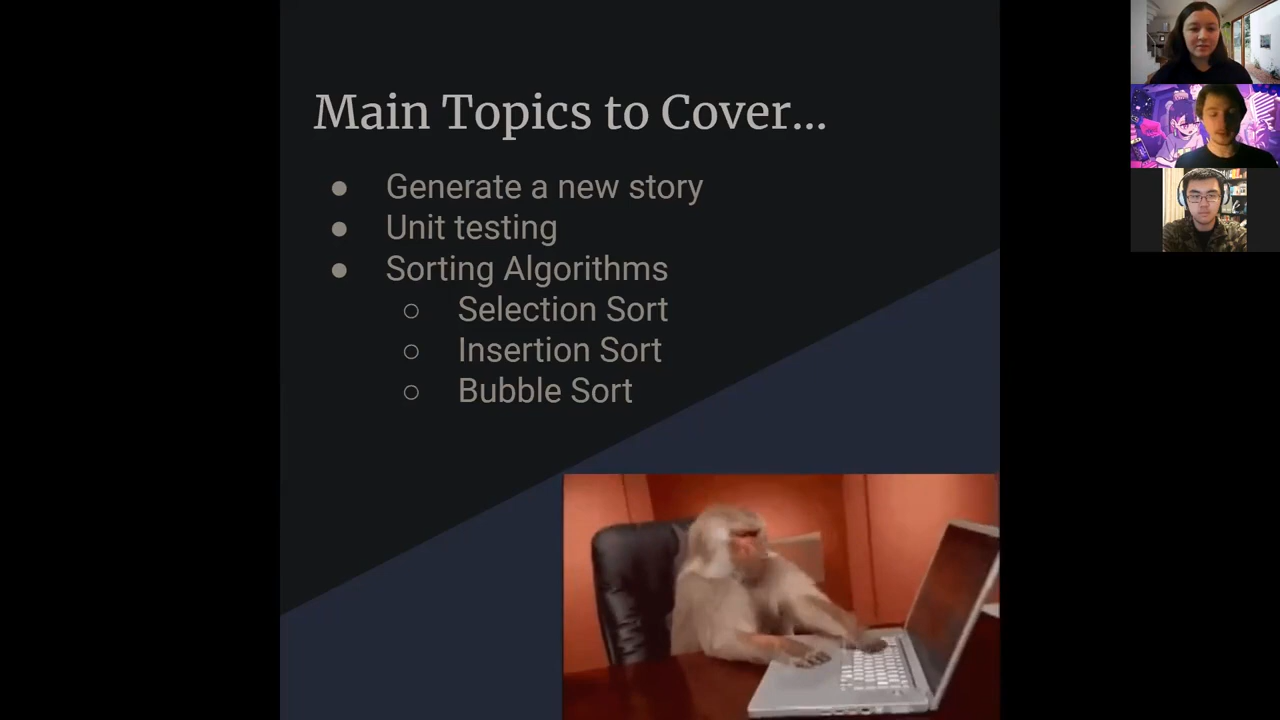 Main Topics to Cover...
● Generate a new story
● Unit testing
● Sorting Algorithms
○ Selection Sort
○ Insertion Sort
○ Bubble Sort